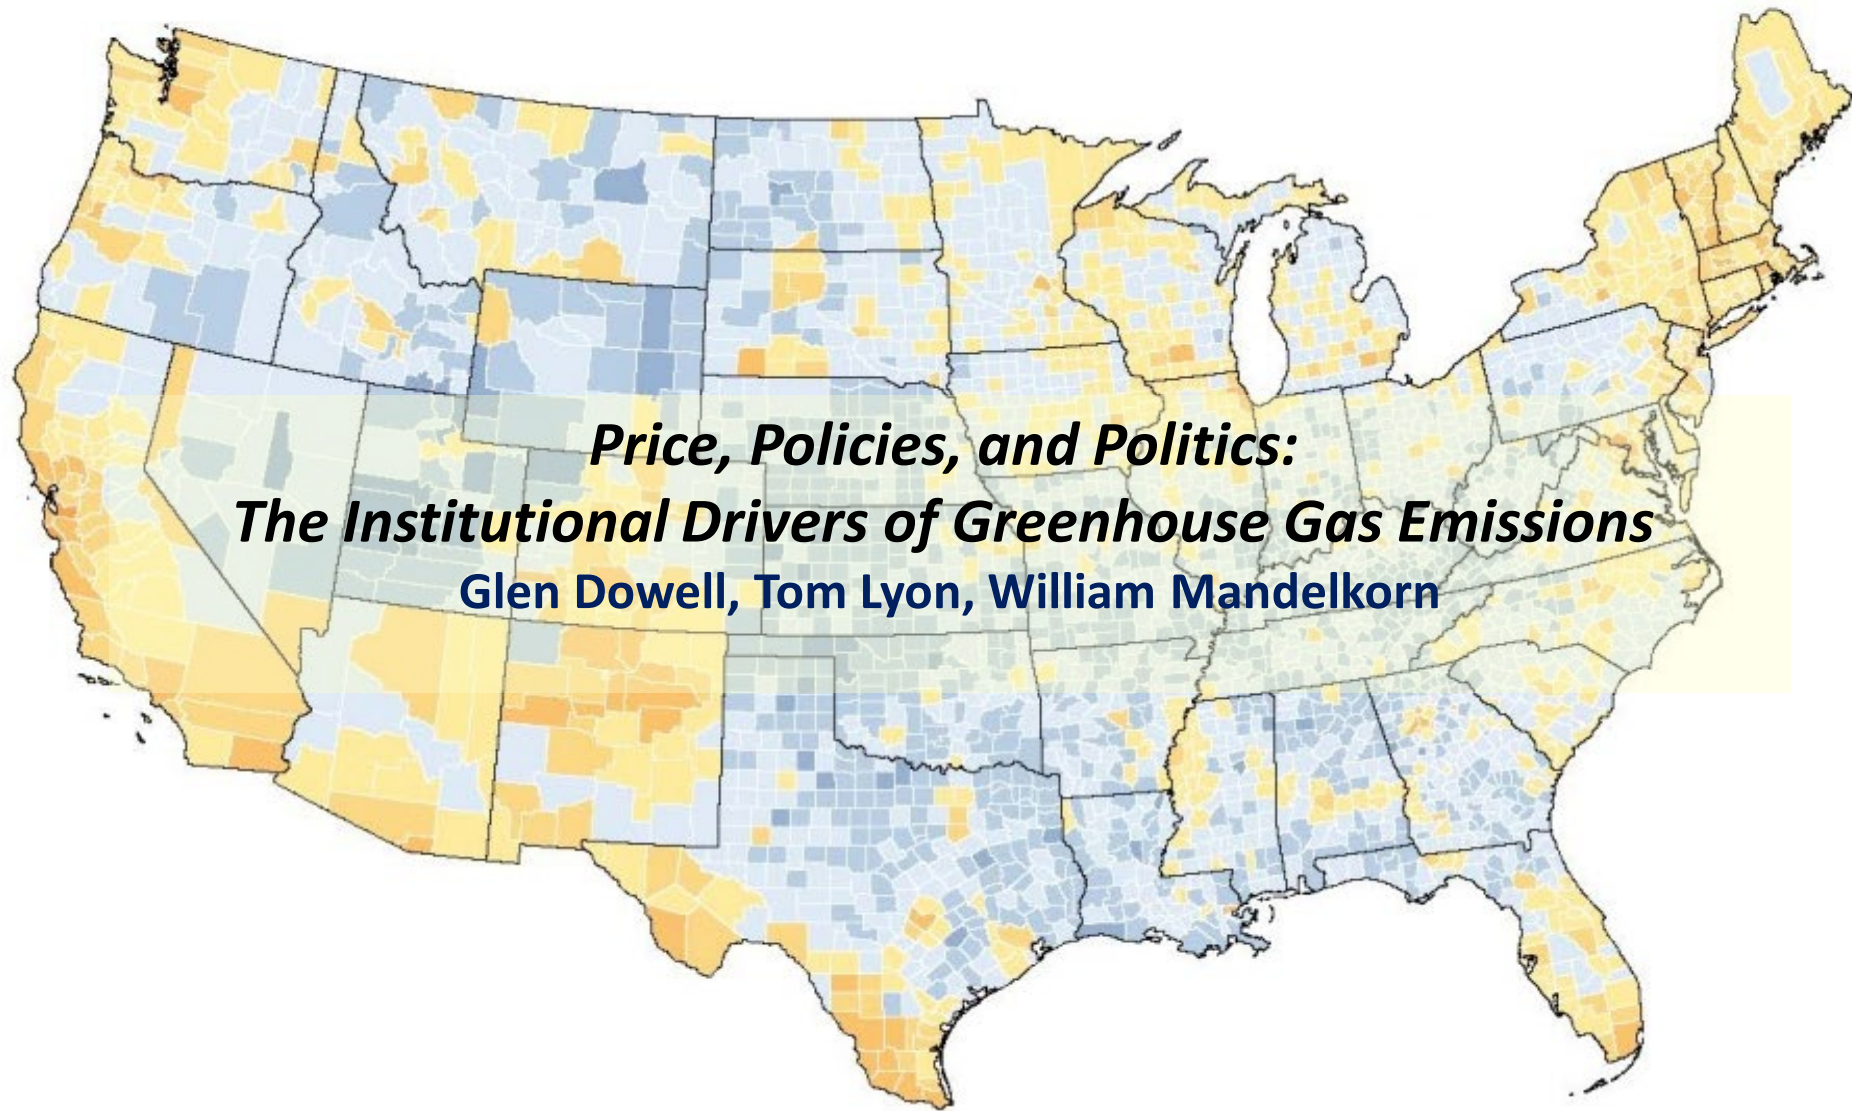 Price, Policies, and Politics:
The Institutional Drivers of Greenhouse Gas Emissions
Glen Dowell, Tom Lyon, William Mandelkorn